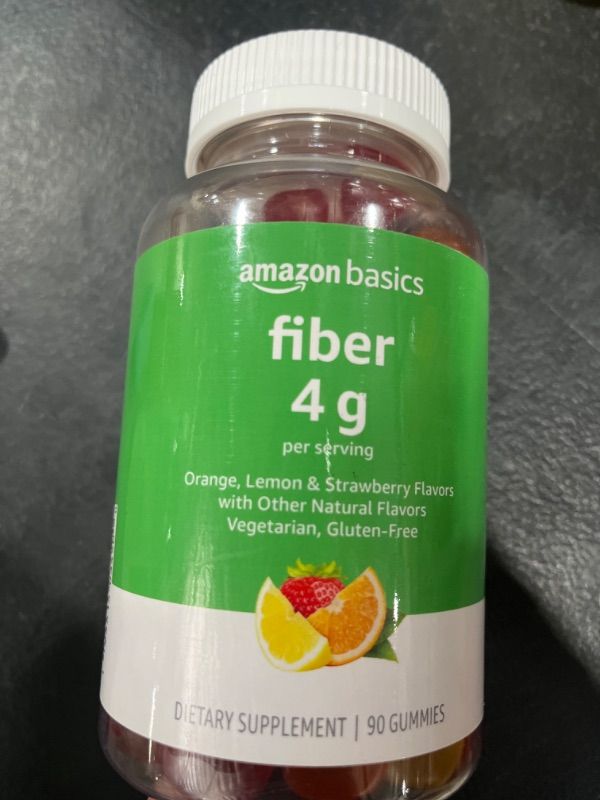 amazon basics
fiber
4 g
per serving
Orange, Lemon & Strawberry Flavors
with Other Natural Flavors
Vegetarian, Gluten-Free
DIETARY SUPPLEMENT | 90 GUMMIES